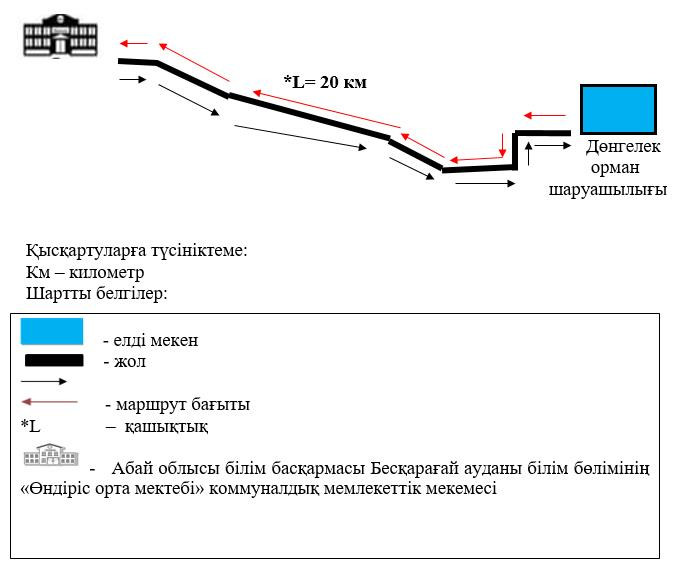 *L= 20 км
Дөнгелек
орман
шаруашылығы
Қысқартуларға түсініктеме:
Км – километр
Шартты белгілер:
- елді мекен
- жол
- маршрут бағыты
*L – қашықтық
- Абай облысы білім басқармасы Бесқарағай ауданы білім бөлімінің
«Өндіріс орта мектебі» коммуналдық мемлекеттік мекемесі